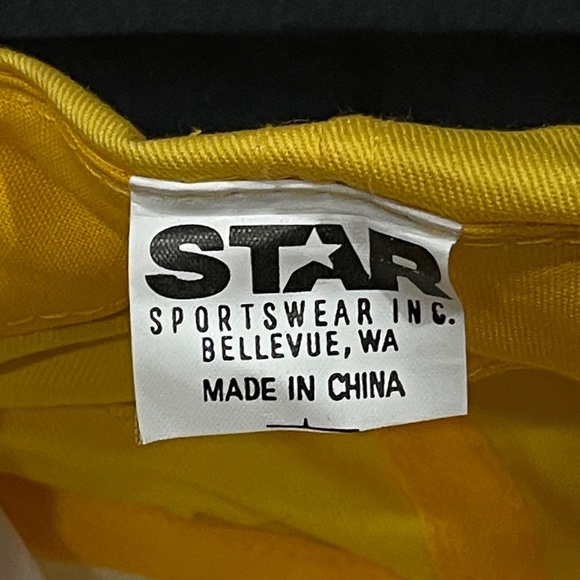 STAR
SPORTSWEAR INC.
BELLEVUE, WA
MADE IN CHINA